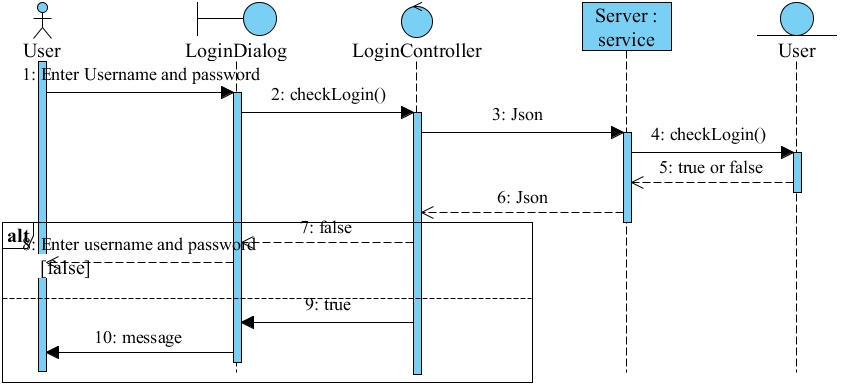 Server :
service
User
LoginDialog
LoginController
User
1: Enter Username and password
2: checkLogin()
3: Json
4: checkLogin()
5: true or false
6: Json
7: false
alt
8: Enter username and password
[false]
9: true
10: message